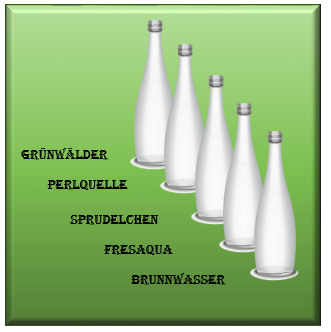 GRÜNWÄLDER
PERLQUELLE
SPRUDELCHEN
FRESAQUA
BRUNNWASSER